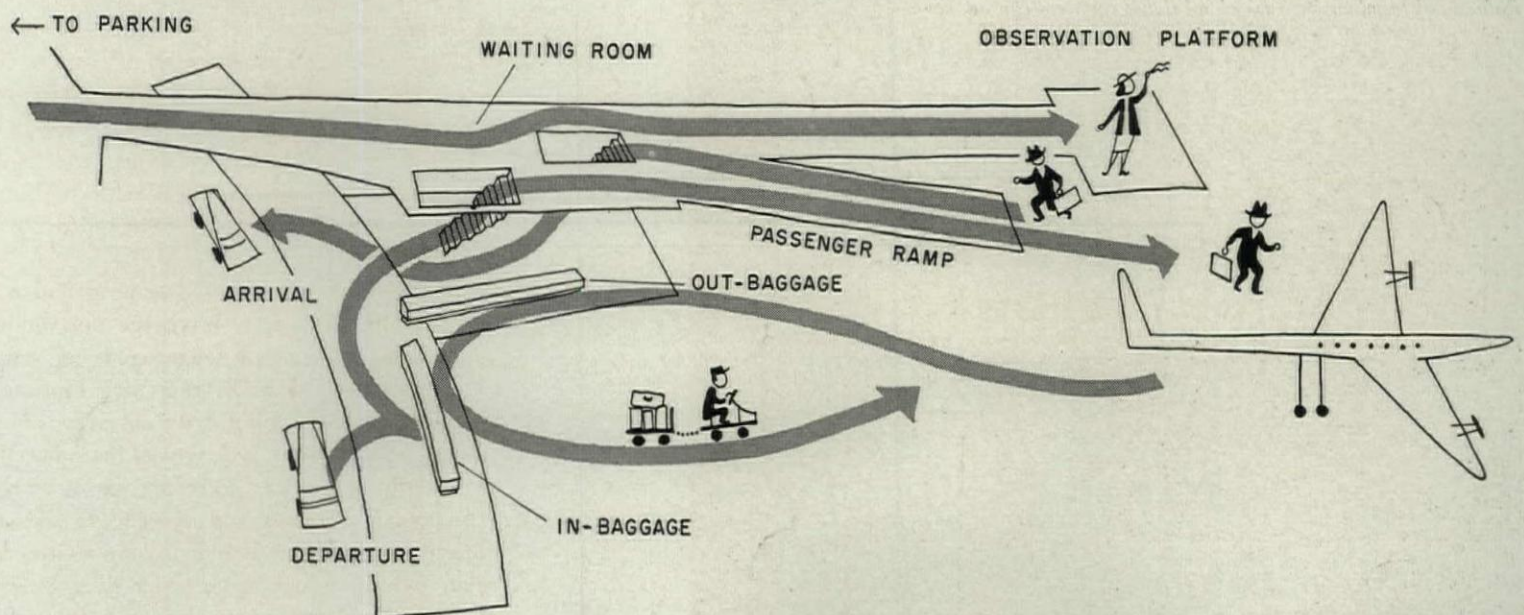 ← TO PARKING
WAITING ROOM
OBSERVATION PLATFORM
PASSENGER RAMP
OUT-BAGGAGE
ARRIVAL
IN-BAGGAGE
DEPARTURE